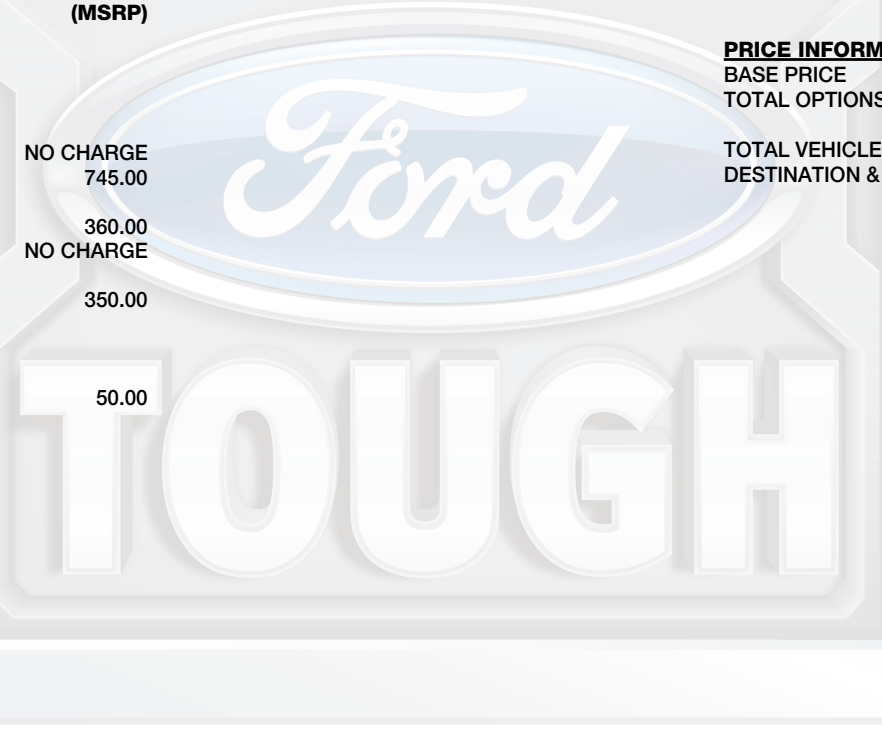 (MSRP)
NO CHARGE
745.00
360.00
NO CHARGE
350.00
50.00
PRICE INFORM
BASE PRICE
TOTAL OPTIONS
TOTAL VEHICLE
DESTINATION &
Ford
TOUGH